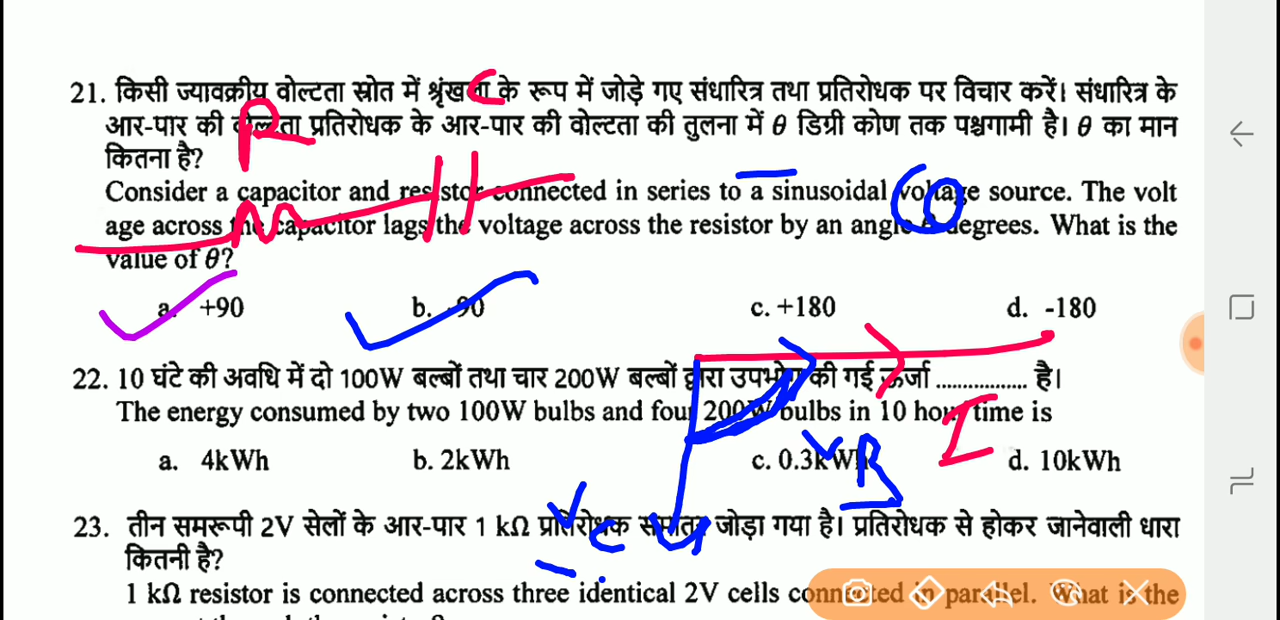 21. किसी ज्यावक्रीय वोल्टता स्रोत में श्रृंखला के रूप में जोड़े गए संधारित्र तथा प्रतिरोधक पर विचार करें। संधारित्र के
आर-पार की वोल्टता प्रतिरोधक के आर-पार की वोल्टता की तुलना में θ डिग्री कोण तक पश्चगामी है। θ का मान
कितना है?
Consider a capacitor and resistor connected in series to a sinusoidal voltage source. The volt
age across the capacitor lags the voltage across the resistor by an angle θ degrees. What is the
value of θ?
a. +90 b. -90 c. +180 d. -180
22. 10 घंटे की अवधि में दो 100W बल्बों तथा चार 200W बल्बों द्वारा उपभोग की गई ऊर्जा ................. है।
The energy consumed by two 100W bulbs and four 200W bulbs in 10 hour time is
a. 4kWh b. 2kWh c. 0.3kWh d. 10kWh
23. तीन समरूपी 2V सेलों के आर-पार 1 kΩ प्रतिरोधक समांतर जोड़ा गया है। प्रतिरोधक से होकर जानेवाली धारा
कितनी है?
1 kΩ resistor is connected across three identical 2V cells connected in parallel. What is the
R
C
I
V R
V C